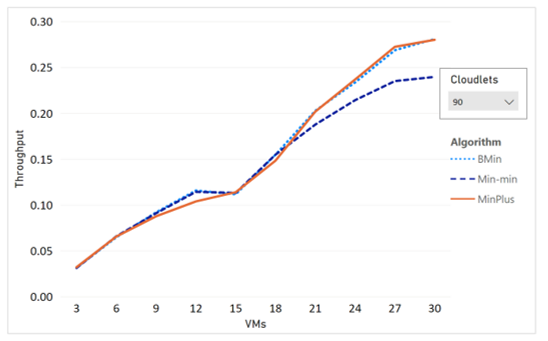 0.30
0.25
0.20
0.15
0.10
0.05
0.00
Throughput
3 6 9 12 15 18 21 24 27 30
VMs
Cloudlets
90
Algorithm
BMin
Min-min
MinPlus